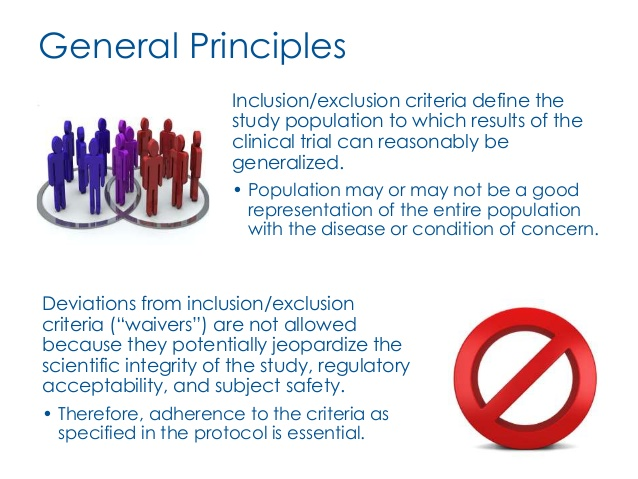 General Principles
Inclusion/exclusion criteria define the
study population to which results of the
clinical trial can reasonably be
generalized.
• Population may or may not be a good
representation of the entire population
with the disease or condition of concern.
Deviations from inclusion/exclusion
criteria (“waivers”) are not allowed
because they potentially jeopardize the
scientific integrity of the study, regulatory
acceptability, and subject safety.
• Therefore, adherence to the criteria as
specified in the protocol is essential.